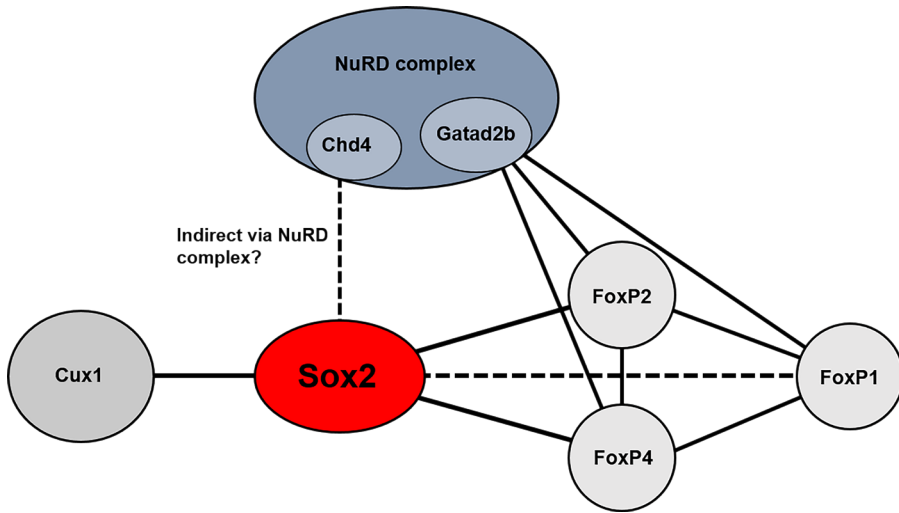 NuRD complex
Chd4
Gatad2b
Indirect via NuRD
complex?
FoxP2
Cux1
Sox2
FoxP1
FoxP4